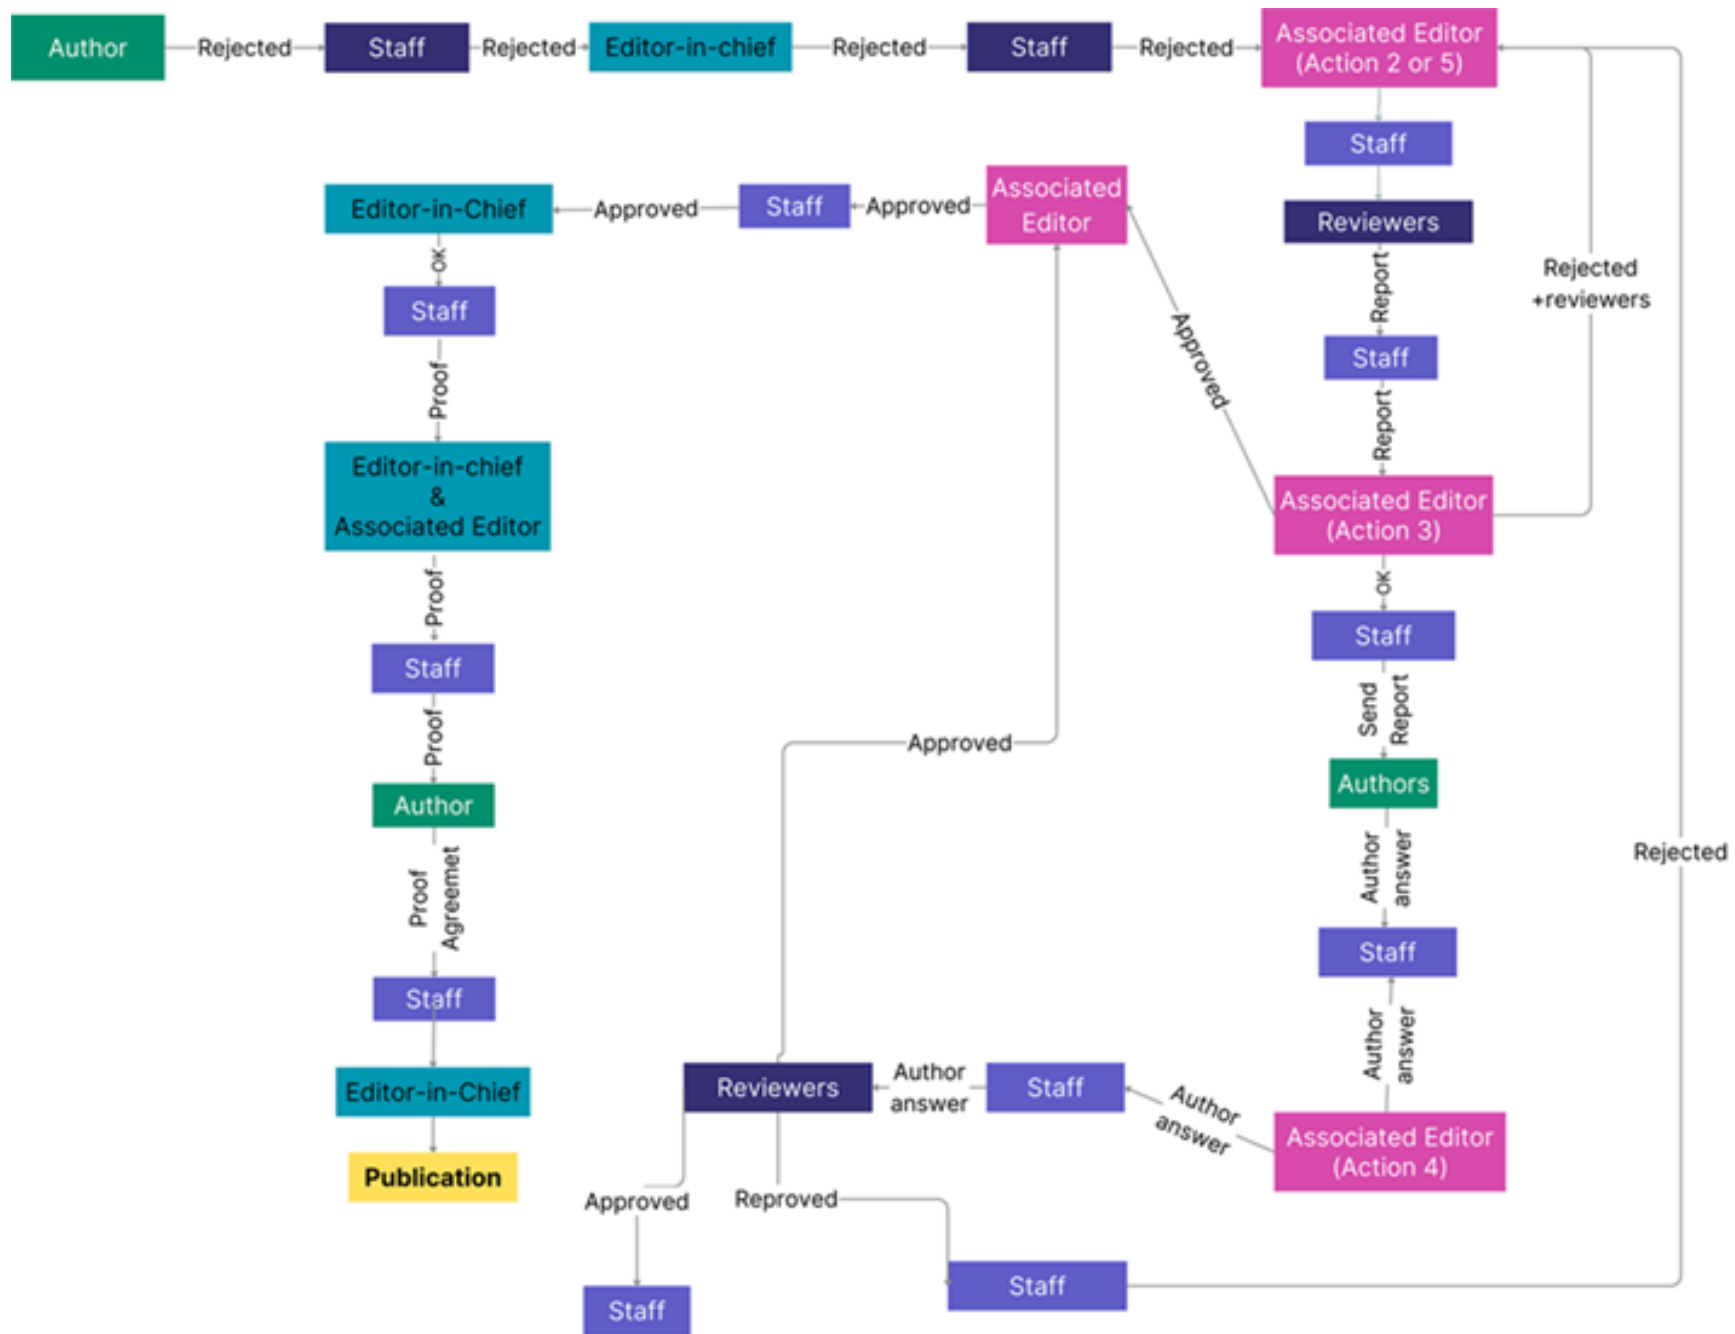 Author
Rejected
Staff
Rejected
Editor-in-chief
Rejected
Staff
Rejected
Associated Editor
(Action 2 or 5)
Staff
Reviewers
Report
Staff
Report
Rejected
+reviewers
Associated Editor
(Action 3)
Approved
Associated
Editor
Approved
Staff
Approved
Editor-in-Chief
OK
Staff
Proof
Editor-in-chief
&
Associated Editor
Proof
Staff
Proof
Author
Proof
Agreemet
Staff
Editor-in-Chief
Publication
OK
Staff
Send
Report
Authors
Author
answer
Staff
Author
answer
Associated Editor
(Action 4)
Author
answer
Staff
Author
answer
Reviewers
Approved
Approved
Staff
Reproved
Staff
Rejected